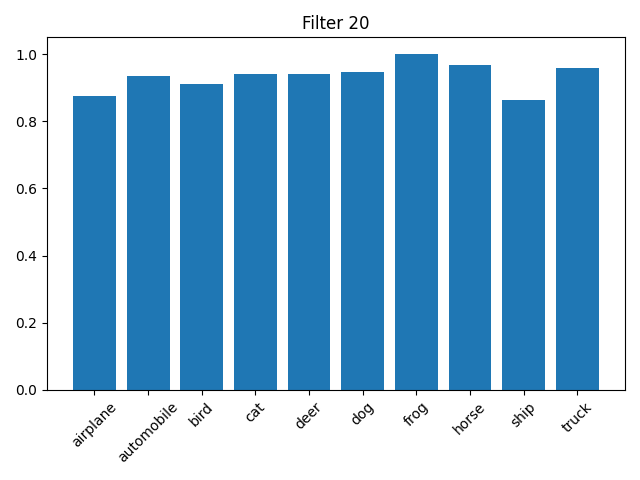 Filter 20
1.0
0.8
0.6
0.4
0.2
0.0
airplane
automobile
bird
cat
deer
dog
frog
horse
ship
truck